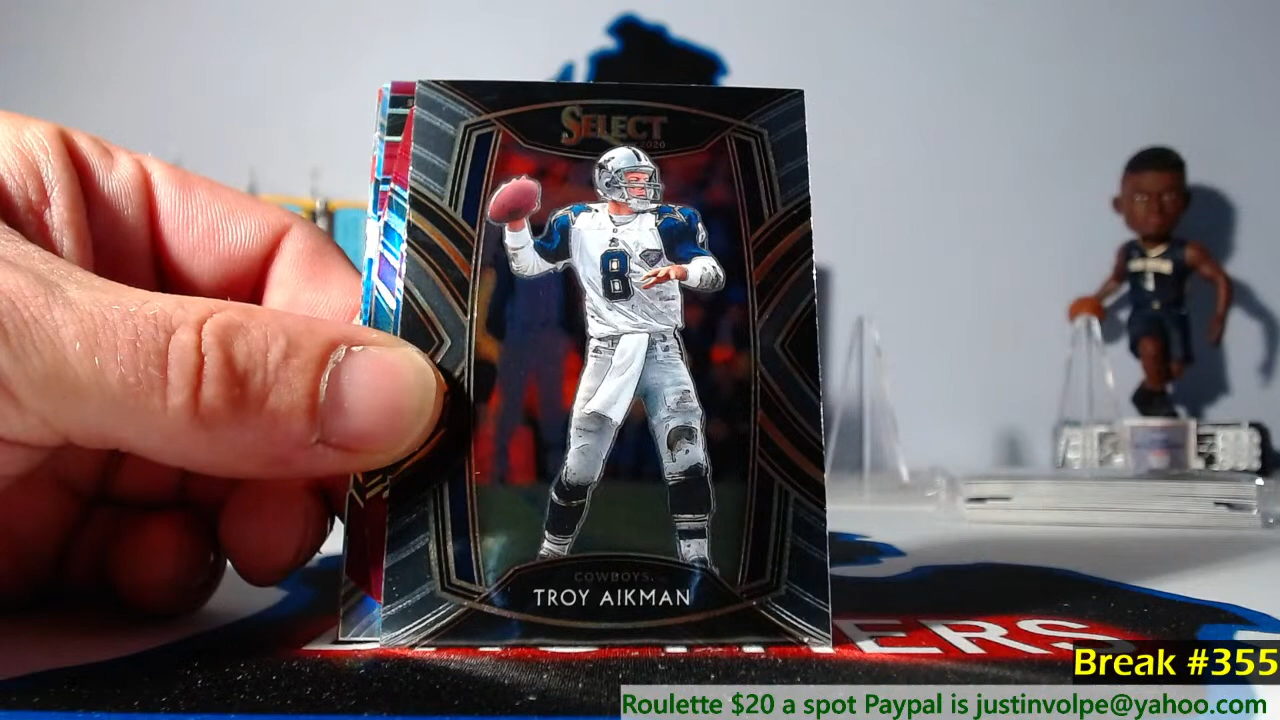 SELECT
2020
8
COWBOYS
TROY AIKMAN
Break #355
Roulette $20 a spot Paypal is justinvolpe@yahoo.com